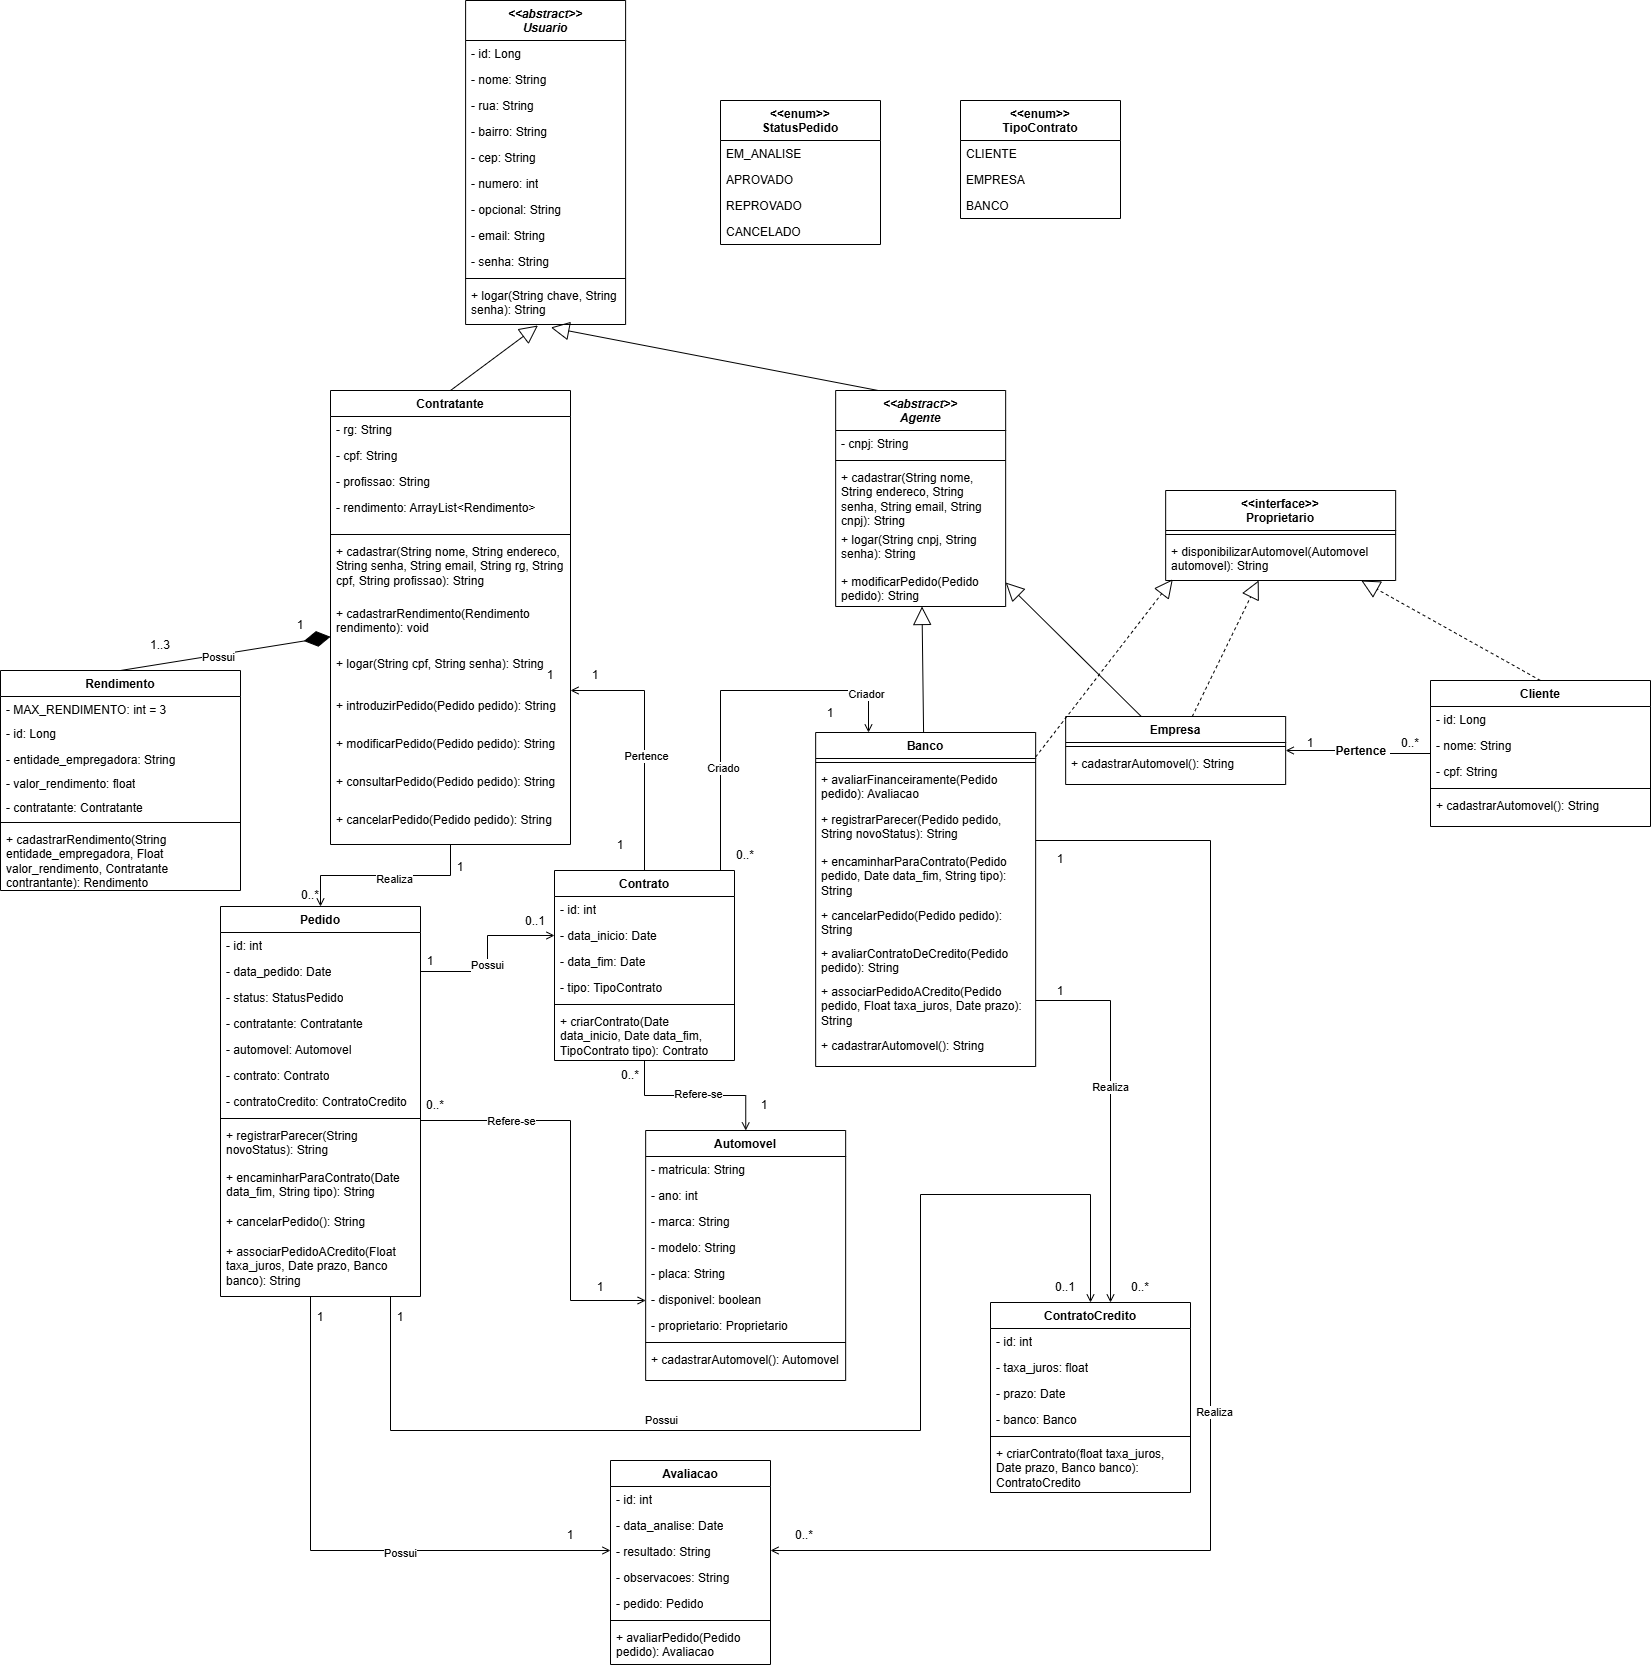 <<abstract>>
Usuario
- id: Long
- nome: String
- rua: String
- bairro: String
- cep: String
- numero: int
- opcional: String
- email: String
- senha: String
+ logar(String chave, String
senha): String
<<enum>>
StatusPedido
EM_ANALISE
APROVADO
REPROVADO
CANCELADO
<<enum>>
TipoContrato
CLIENTE
EMPRESA
BANCO
Contratante
- rg: String
- cpf: String
- profissao: String
- rendimento: ArrayList<Rendimento>
+ cadastrar(String nome, String endereco,
String senha, String email, String rg, String
cpf, String profissao): String
+ cadastrarRendimento(Rendimento
rendimento): void
+ logar(String cpf, String senha): String
+ introduzirPedido(Pedido pedido): String
+ modificarPedido(Pedido pedido): String
+ consultarPedido(Pedido pedido): String
+ cancelarPedido(Pedido pedido): String
<<abstract>>
Agente
- cnpj: String
+ cadastrar(String nome,
String endereco, String
senha, String email, String
cnpj): String
+ logar(String cnpj, String
senha): String
+ modificarPedido(Pedido
pedido): String
<<interface>>
Proprietario
+ disponibilizarAutomovel(Automovel
automovel): String
1
1..3
Possui
Rendimento
- MAX_RENDIMENTO: int = 3
- id: Long
- entidade_empregadora: String
- valor_rendimento: float
- contratante: Contratante
+ cadastrarRendimento(String
entidade_empregadora, Float
valor_rendimento, Contratante
contrantante): Rendimento
1
1
Pertence
1
Criador
1
Criado
0..*
Banco
+ avaliarFinanceiramente(Pedido
pedido): Avaliacao
+ registrarParecer(Pedido pedido,
String novoStatus): String
+ encaminharParaContrato(Pedido
pedido, Date data_fim, String tipo):
String
+ cancelarPedido(Pedido pedido):
String
+ avaliarContratoDeCredito(Pedido
pedido): String
+ associarPedidoACredito(Pedido
pedido, Float taxa_juros, Date prazo):
String
+ cadastrarAutomovel(): String
Empresa
+ cadastrarAutomovel(): String
1
Pertence
0..*
Cliente
- id: Long
- nome: String
- cpf: String
+ cadastrarAutomovel(): String
1
Realiza
0..*
Pedido
- id: int
- data_pedido: Date
- status: StatusPedido
- contratante: Contratante
- automovel: Automovel
- contrato: Contrato
- contratoCredito: ContratoCredito
+ registrarParecer(String
novoStatus): String
+ encaminharParaContrato(Date
data_fim, String tipo): String
+ cancelarPedido(): String
+ associarPedidoACredito(Float
taxa_juros, Date prazo, Banco
banco): String
1
Possui
0..1
Contrato
- id: int
- data_inicio: Date
- data_fim: Date
- tipo: TipoContrato
+ criarContrato(Date
data_inicio, Date data_fim,
TipoContrato tipo): Contrato
0..*
Refere-se
1
0..*
Refere-se
1
Automovel
- matricula: String
- ano: int
- marca: String
- modelo: String
- placa: String
- disponivel: boolean
- proprietario: Proprietario
+ cadastrarAutomovel(): Automovel
1
1
Realiza
0..1
0..*
ContratoCredito
- id: int
- taxa_juros: float
- prazo: Date
- banco: Banco
+ criarContrato(float taxa_juros,
Date prazo, Banco banco):
ContratoCredito
Realiza
1
1
Possui
Avaliacao
- id: int
- data_analise: Date
- resultado: String
- observacoes: String
- pedido: Pedido
+ avaliarPedido(Pedido
pedido): Avaliacao
1
0..*
Possui